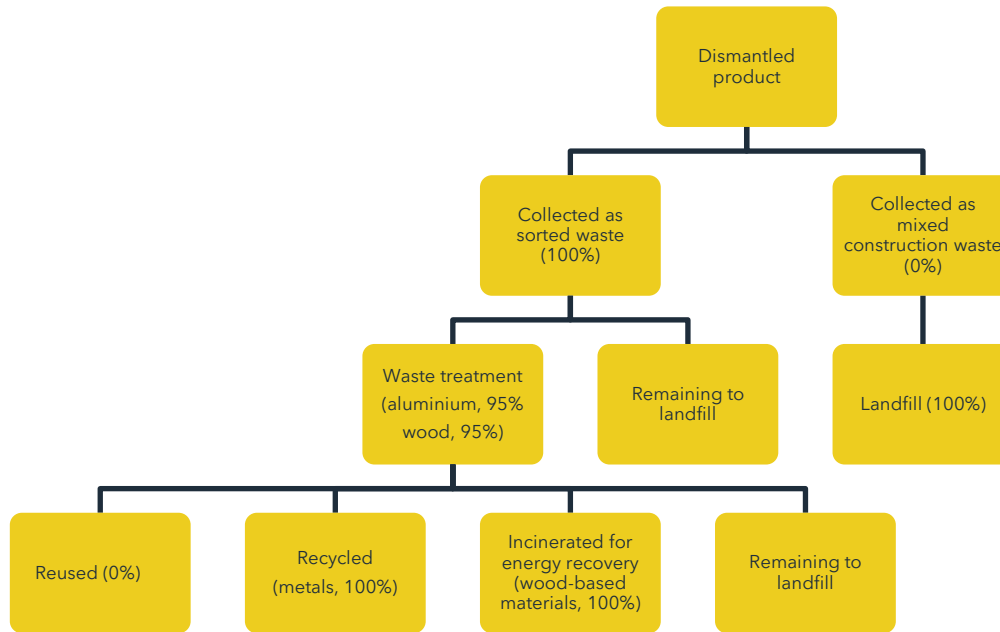 Dismantled
product
Collected as
sorted waste
(100%)
Collected as
mixed
construction waste
(0%)
Waste treatment
(aluminium, 95%
wood, 95%)
Remaining to
landfill
Landfill (100%)
Reused (0%)
Recycled
(metals, 100%)
Incinerated for
energy recovery
(wood-based
materials, 100%)
Remaining to
landfill